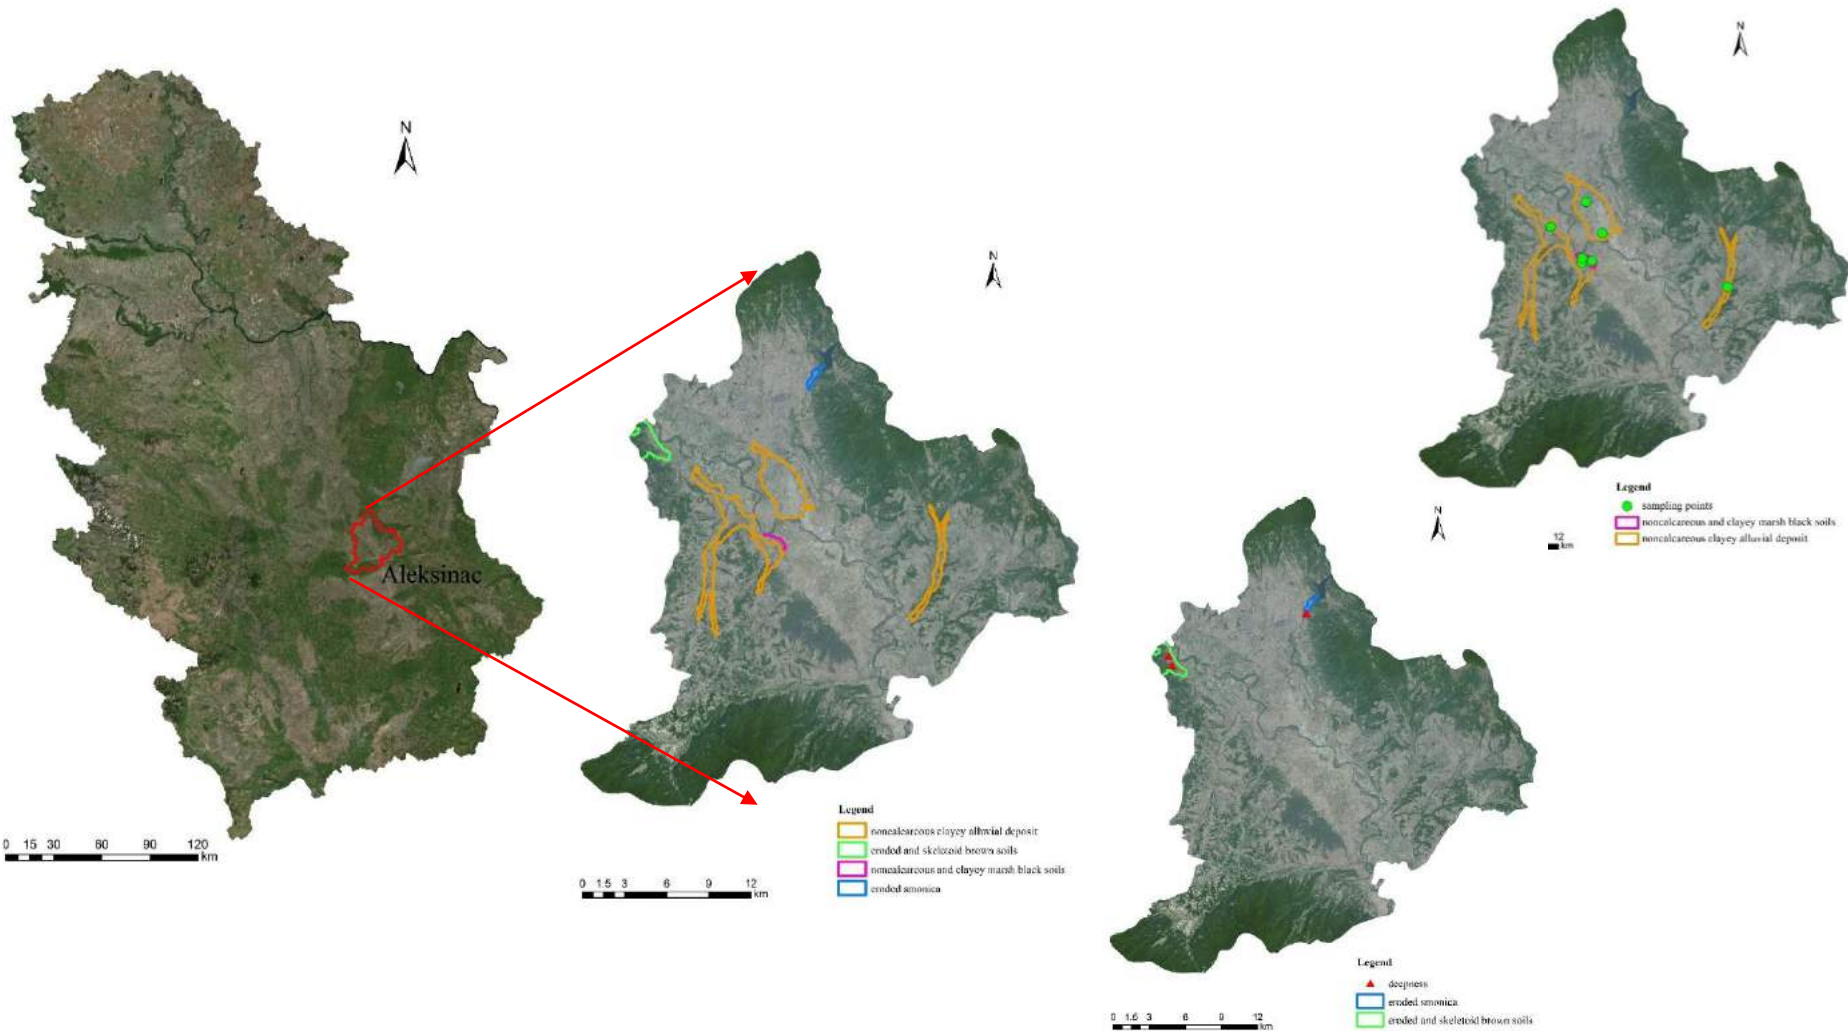 N
Aleksinac
0 15 30 60 90 120
km
N
Legend
noncalcareous clayey alluvial deposit
eroded and skeletoid brown soils
noncalcareous and clayey marsh black soils
eroded smonica
0 1.5 3 6 9 12
km
N
Legend
sampling points
noncalcareous and clayey marsh black soils
noncalcareous clayey alluvial deposit
12
km
N
Legend
deepness
eroded smonica
eroded and skeletoid brown soils
0 1.5 3 6 9 12
km